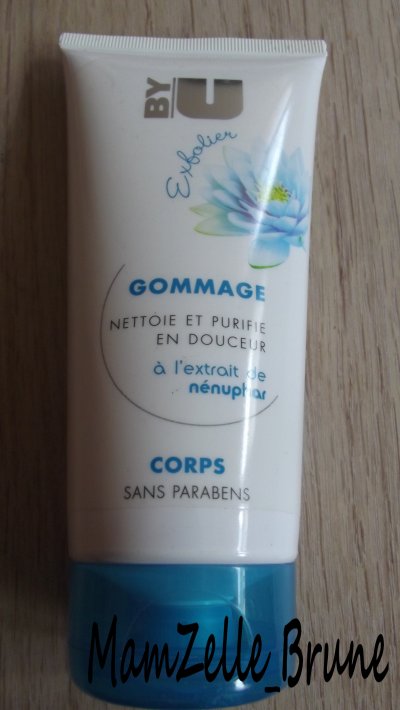 BY U
Exfolier
GOMMAGE
NETTOIE ET PURIFIE
EN DOUCEUR
à l'extrait de
nénuphar
CORPS
SANS PARABENS
MamZelle_Brune